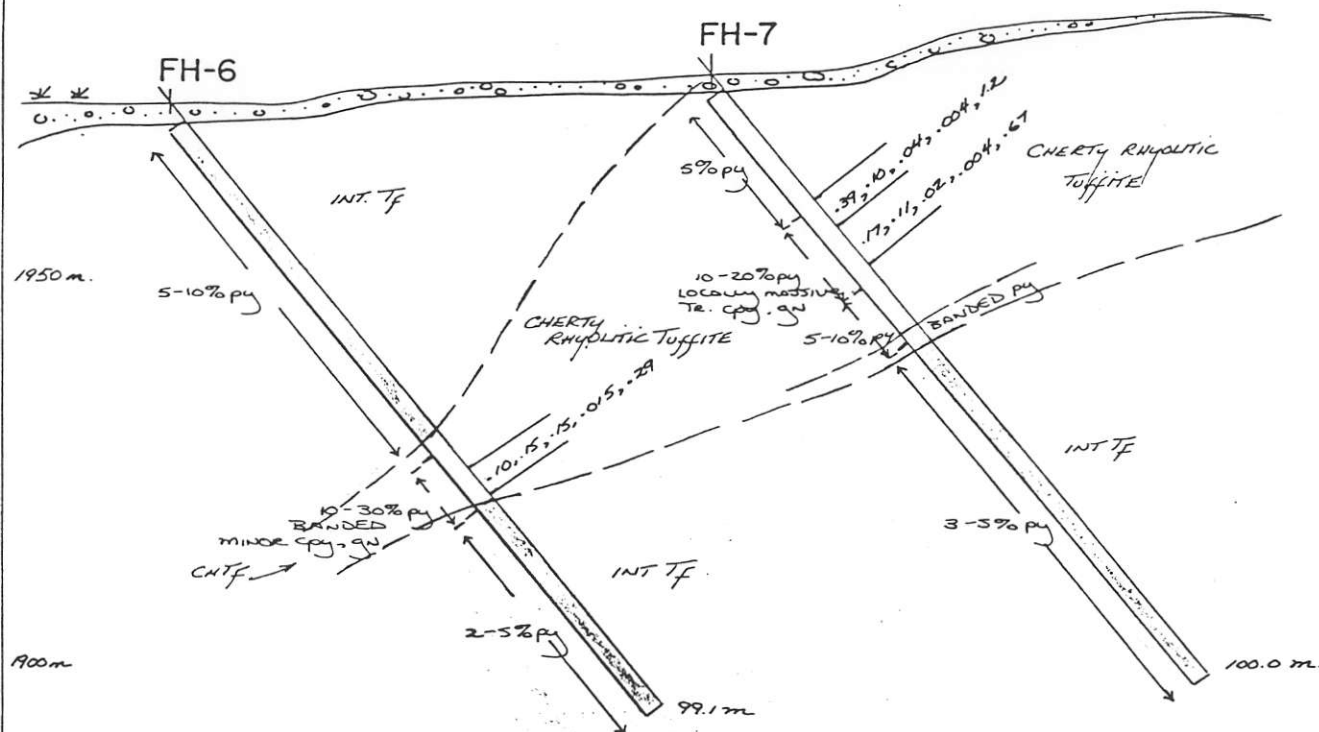 FH-6
FH-7
INT. Tf
5% py
.39, .10, .04, .004, 1.2
.17, .11, .02, .004, .67
CHERTY RHYOLITIC
TUFFITE
1950 m.
5-10% py
10-20% py
LOCALLY MASSIVE
TR. cpy. gN
BANDED py
CHERTY
RHYOLITIC TUFFITE
5-10% py
.10, .15, .15, .015, .29
INT Tf
10-30% py
BANDED
MINOR cpy, gN
CHTf
INT Tf.
3-5% py
2-5% py
1900m
99.1 m
100.0 m.